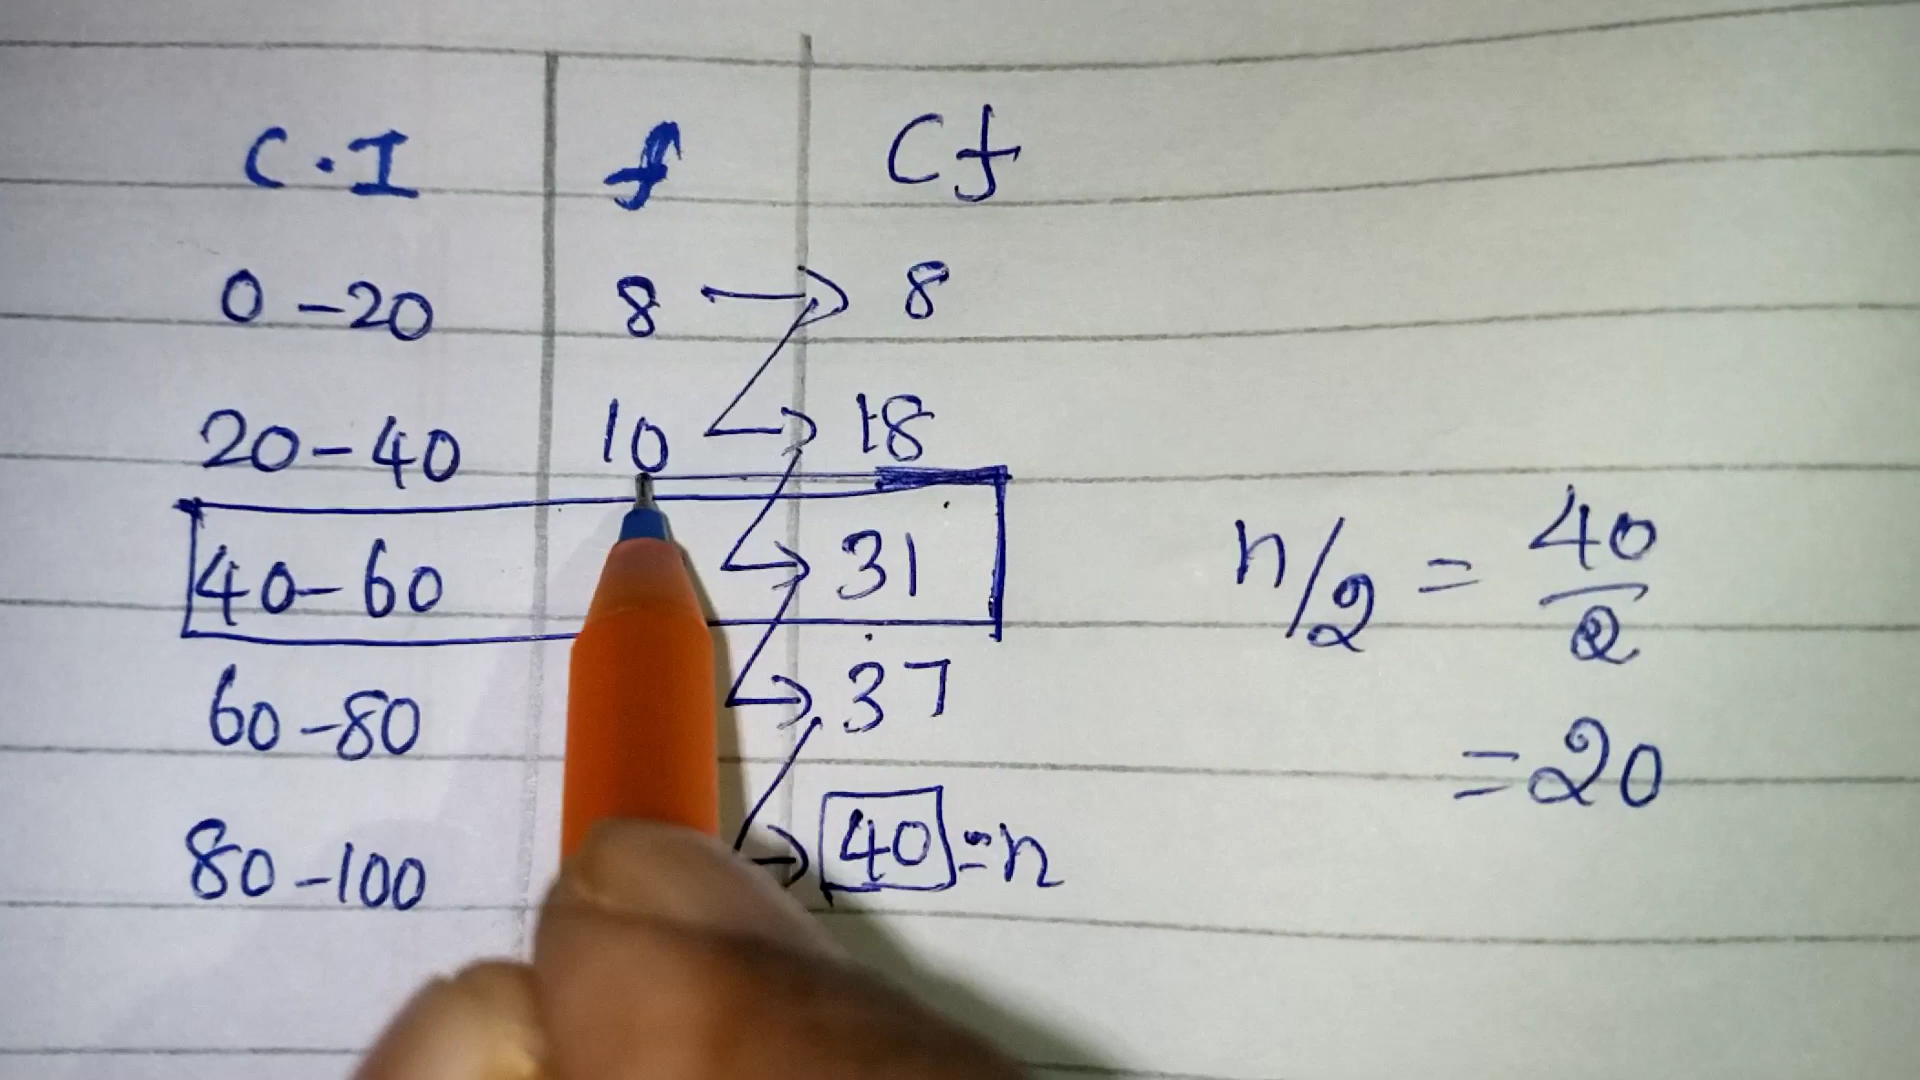 C.I f Cf
0-20 8 → 8
20-40 10 → 18
40-60 → 31
60-80 → 37
80-100 → 40 = n
n/2 = 40/2
= 20